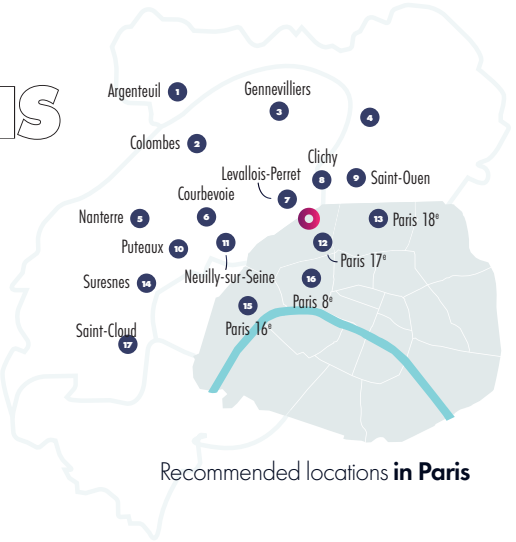 IS
Argenteuil 1
Gennevilliers
3
4
Colombes 2
Clichy
Levallois-Perret
8
9 Saint-Ouen
Courbevoie
7
Nanterre 5
6
13 Paris 18e
Puteaux 10
11
12
Paris 17e
Suresnes 14
Neuilly-sur-Seine
16
Paris 8e
15
Paris 16e
Saint-Cloud
17
Recommended locations in Paris